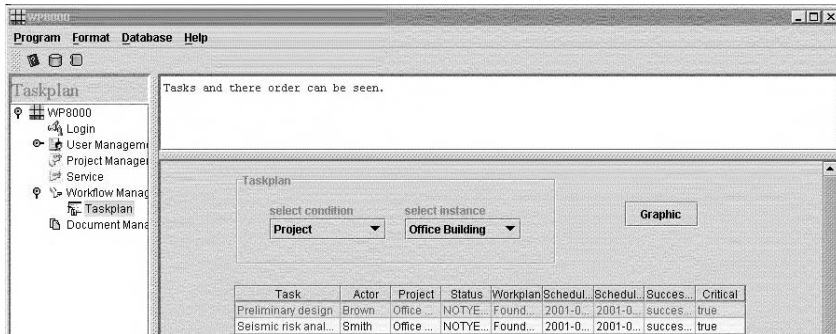 WP8000
Program Format Database Help
Taskplan
Tasks and there order can be seen.
WP8000
Login
User Manageme
Project Manager
Service
Workflow Manag
Taskplan
Document Mana
Taskplan
select condition select instance
Project Office Building
Graphic
Task Actor Project Status Workplan Schedul... Schedul... Succes... Critical
Preliminary design Brown Office ... NOTYE... Found... 2001-0... 2001-0... succes... true
Seismic risk anal... Smith Office ... NOTYE... Found... 2001-0... 2001-0... succes... true